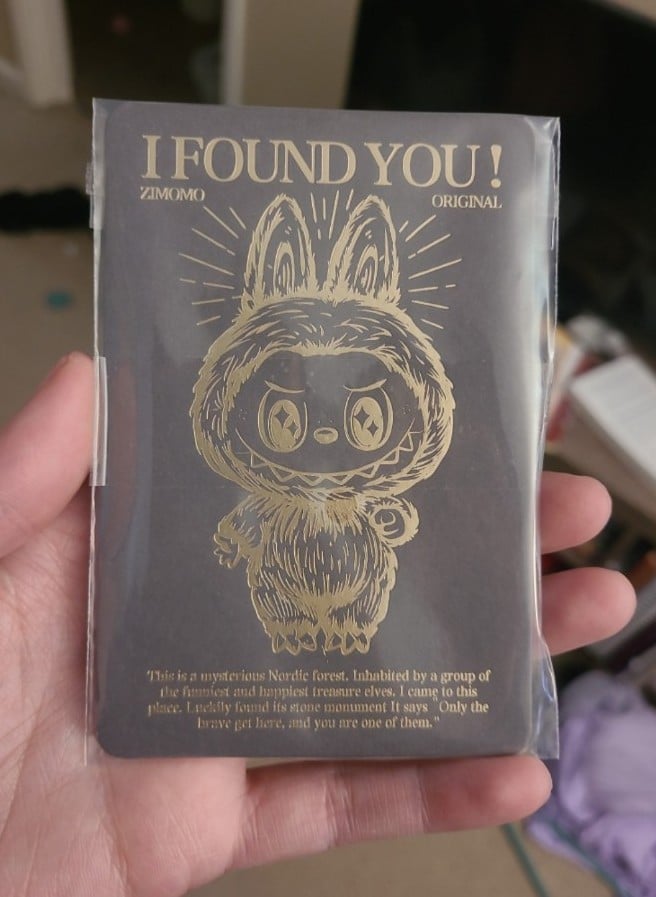 I FOUND YOU!
ZIMOMO
ORIGINAL
This is a mysterious Nordic forest. Inhabited by a group of
the funniest and happiest treasure elves. I came to this
place. Luckily found its stone monument It says "Only the
brave get here, and you are one of them."